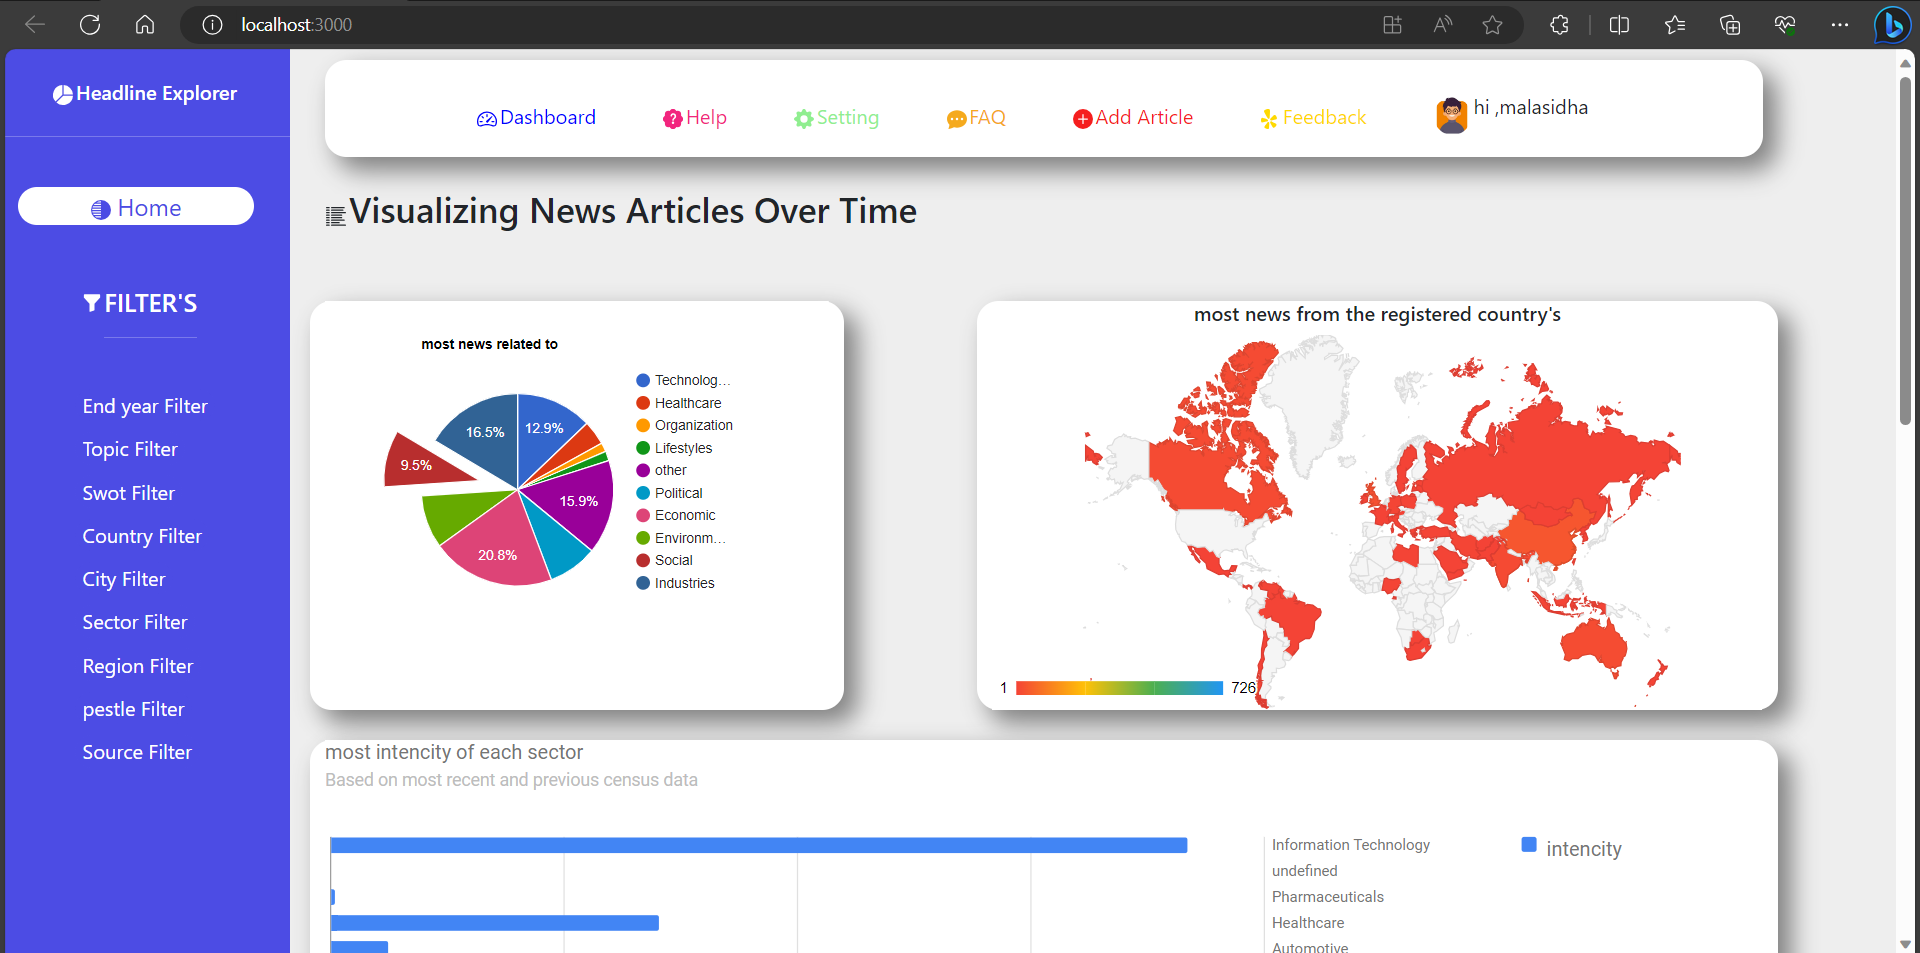 localhost:3000
Headline Explorer
Dashboard Help Setting FAQ Add Article Feedback hi ,malasidha
Home
Visualizing News Articles Over Time
FILTER'S
End year Filter
Topic Filter
Swot Filter
Country Filter
City Filter
Sector Filter
Region Filter
pestle Filter
Source Filter
most news related to
Technolog...
Healthcare
Organization
Lifestyles
other
Political
Economic
Environm...
Social
Industries
16.5% 12.9%
9.5%
15.9%
20.8%
most news from the registered country's
1 726
most intencity of each sector
Based on most recent and previous census data
Information Technology
undefined
Pharmaceuticals
Healthcare
Automotive
intencity